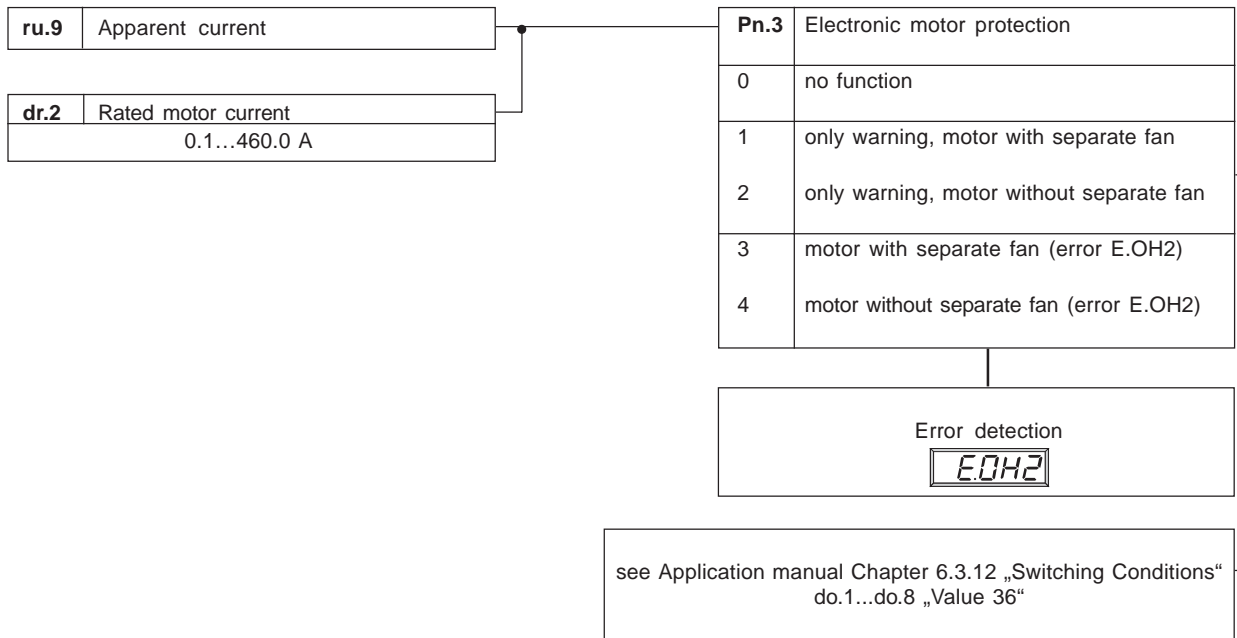 ru.9 Apparent current
dr.2 Rated motor current
0.1...460.0 A
Pn.3 Electronic motor protection
0 no function
1 only warning, motor with separate fan
2 only warning, motor without separate fan
3 motor with separate fan (error E.OH2)
4 motor without separate fan (error E.OH2)
Error detection
E.OH2
see Application manual Chapter 6.3.12 „Switching Conditions“
do.1...do.8 „Value 36“